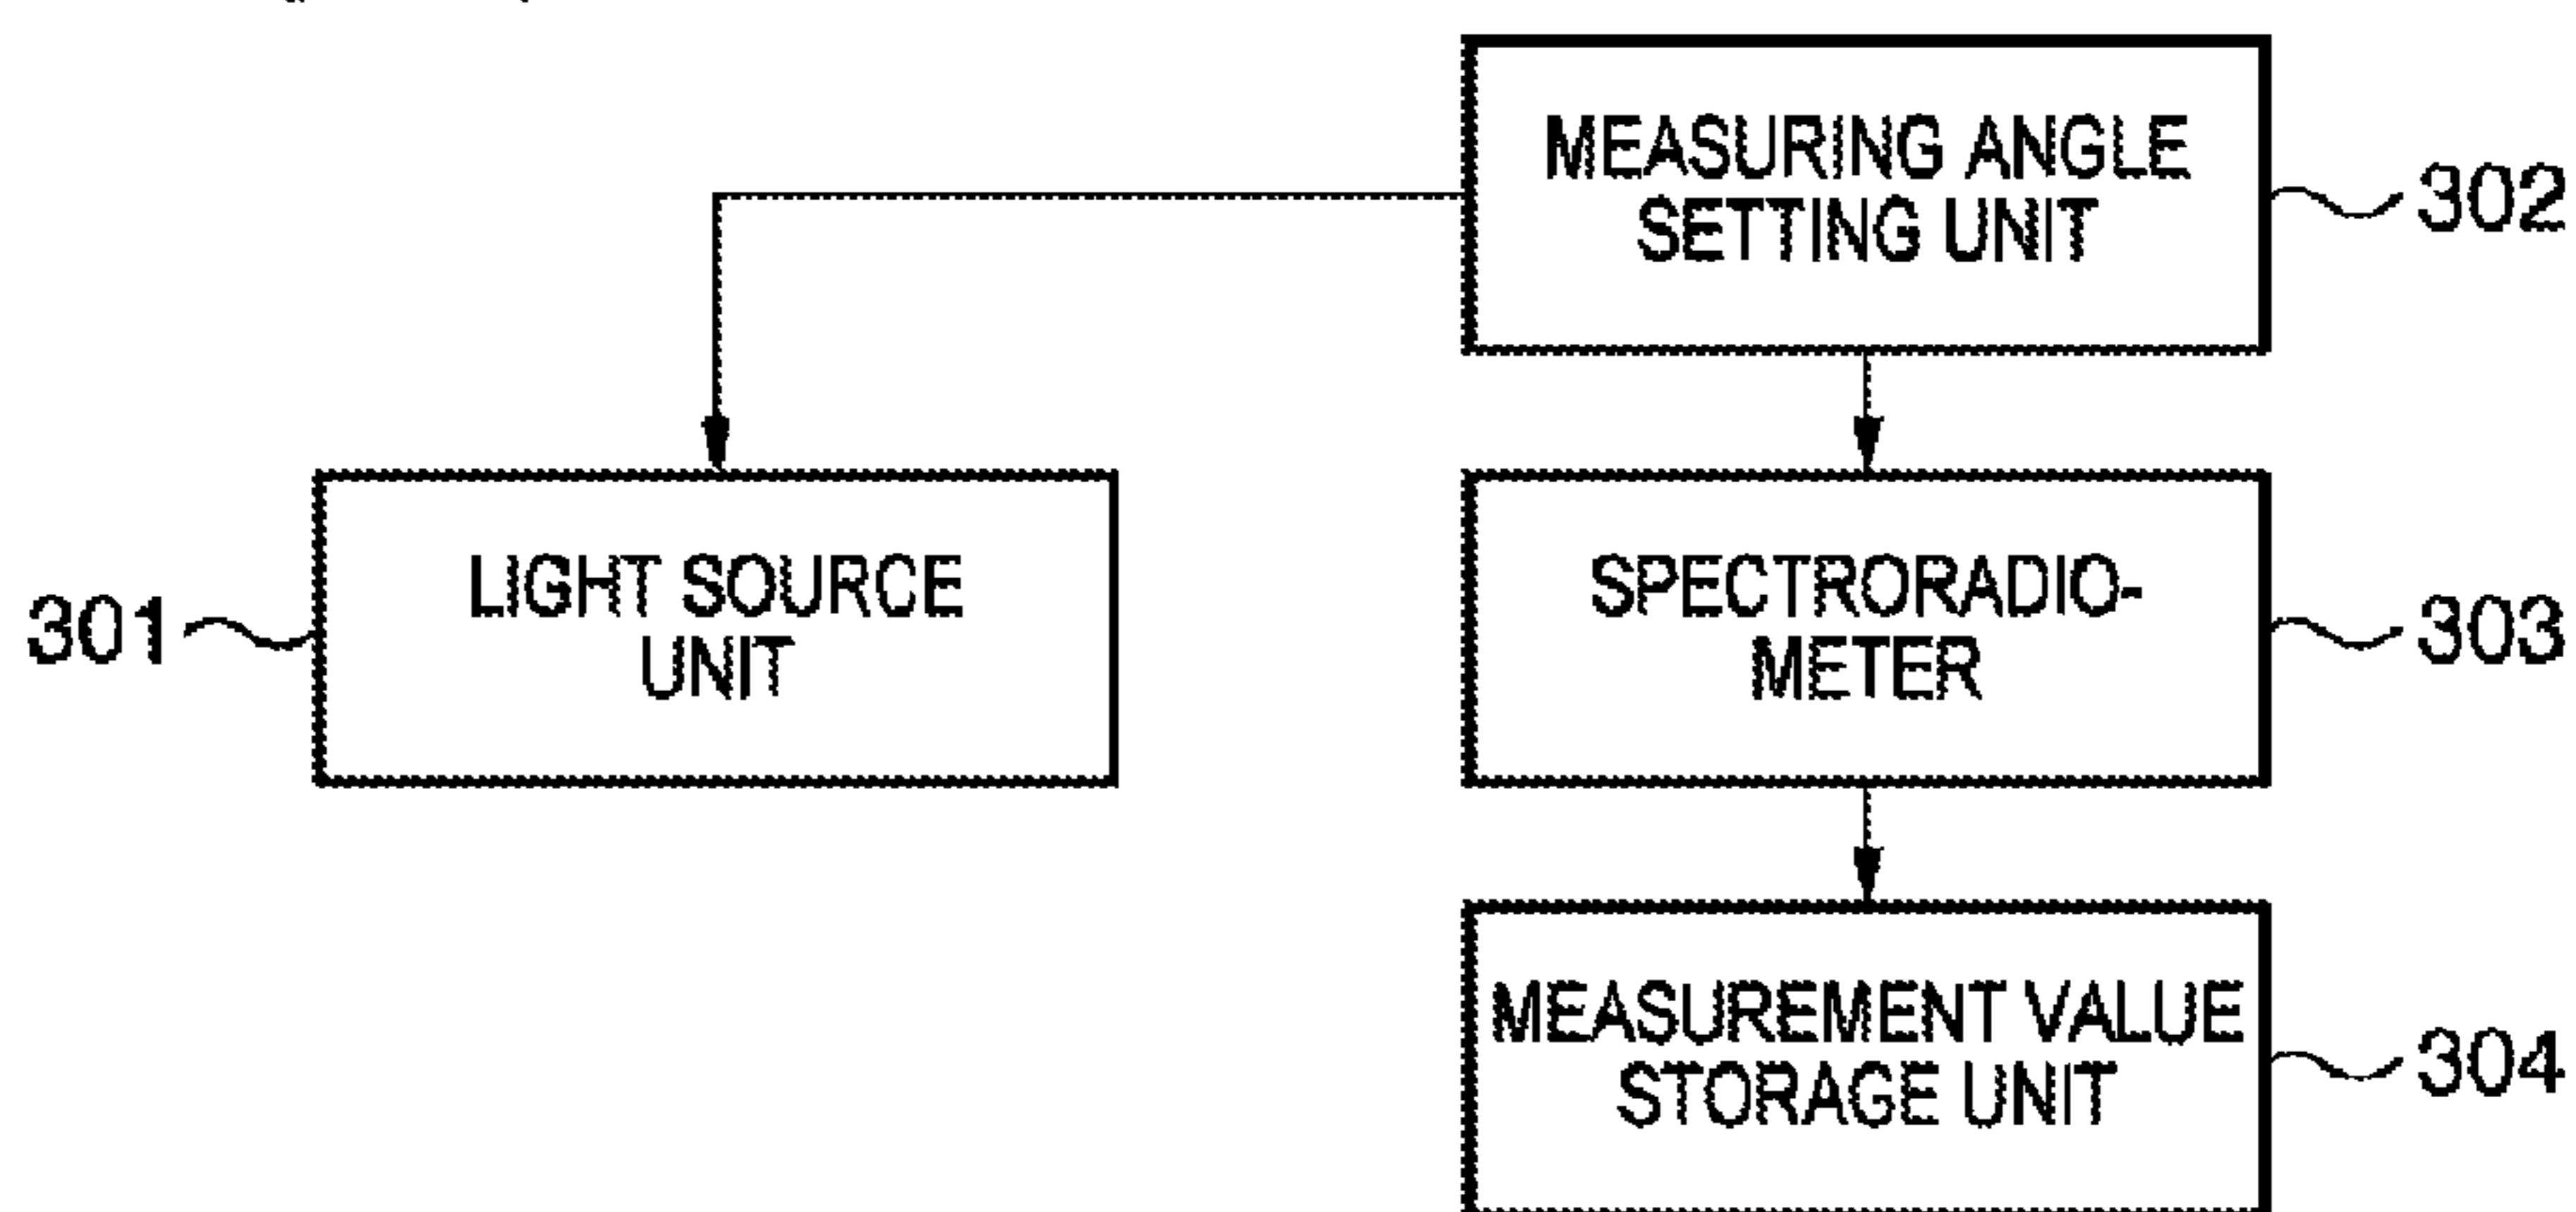 MEASURING ANGLE
SETTING UNIT
302
301
LIGHT SOURCE
UNIT
SPECTRORADIO-
METER
303
MEASUREMENT VALUE
STORAGE UNIT
304